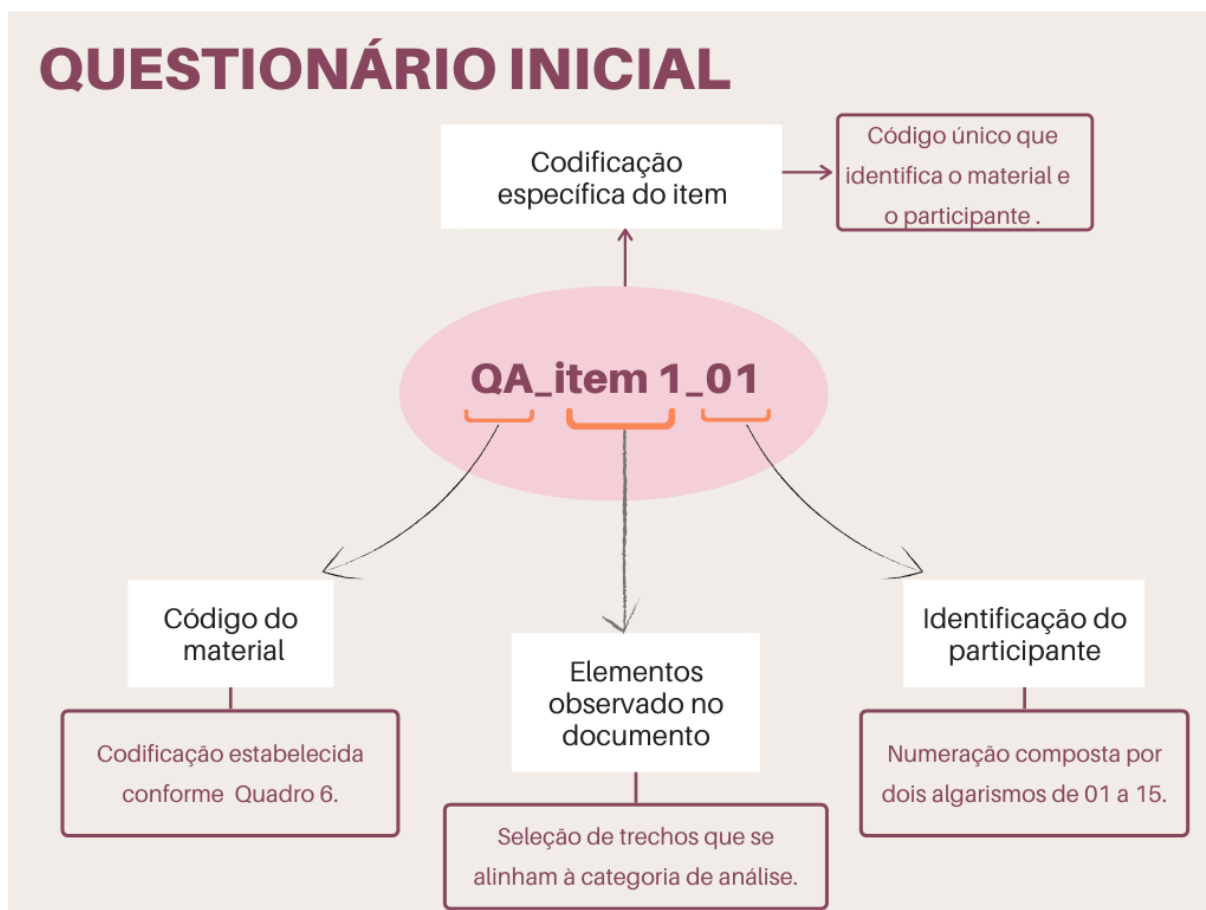 QUESTIONÁRIO INICIAL
Codificação
específica do item
Código único que
identifica o material e
o participante .
QA_item 1_01
Código do
material
Codificação estabelecida
conforme Quadro 6.
Elementos
observado no
documento
Seleção de trechos que se
alinham à categoria de análise.
Identificação do
participante
Numeração composta por
dois algarismos de 01 a 15.